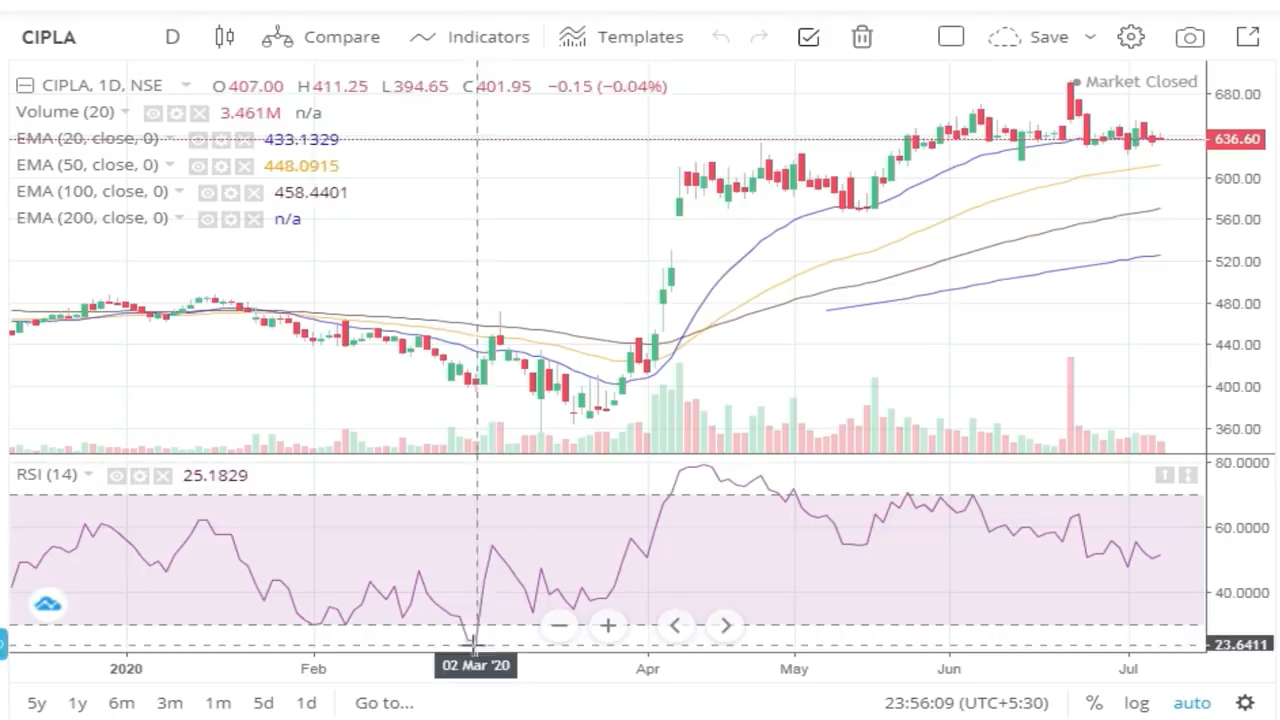 CIPLA D Compare Indicators Templates Save
CIPLA, 1D, NSE O407.00 H411.25 L394.65 C401.95 −0.15 (−0.04%)
Market Closed
Volume (20) 3.461M n/a
EMA (20, close, 0) 433.1329
EMA (50, close, 0) 448.0915
EMA (100, close, 0) 458.4401
EMA (200, close, 0) n/a
680.00
636.60
600.00
560.00
520.00
480.00
440.00
400.00
360.00
RSI (14) 25.1829
80.0000
60.0000
40.0000
23.6411
2020 Feb 02 Mar '20 Apr May Jun Jul
5y 1y 6m 3m 1m 5d 1d Go to... 23:56:09 (UTC+5:30) % log auto